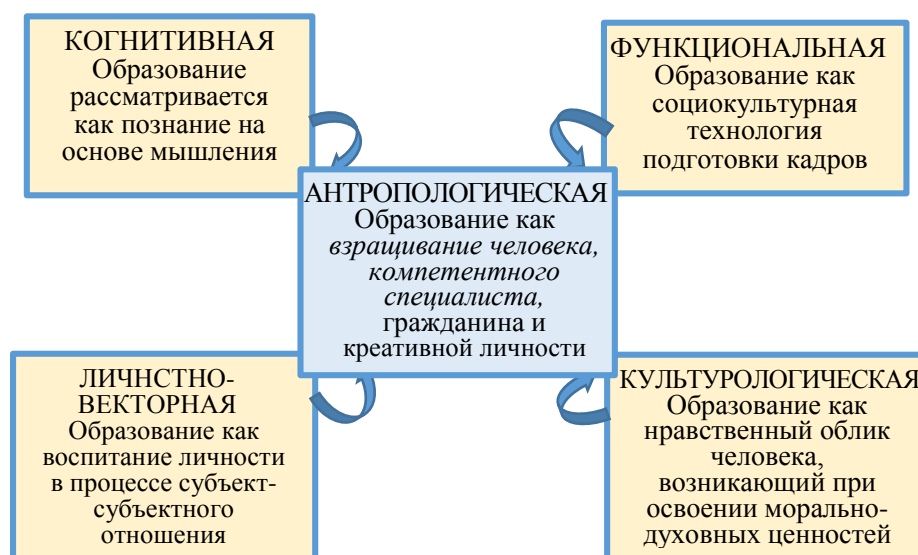 КОГНИТИВНАЯ
Образование
рассматривается
как познание на
основе мышления
ФУНКЦИОНАЛЬНАЯ
Образование как
социокультурная
технология
подготовки кадров
АНТРОПОЛОГИЧЕСКАЯ
Образование как
взращивание человека,
компетентного
специалиста,
гражданина и
креативной личности
ЛИЧНСТНО-
ВЕКТОРНАЯ
Образование как
воспитание личности
в процессе субъект-
субъектного
отношения
КУЛЬТУРОЛОГИЧЕСКАЯ
Образование как
нравственный облик
человека,
возникающий при
освоении морально-
духовных ценностей